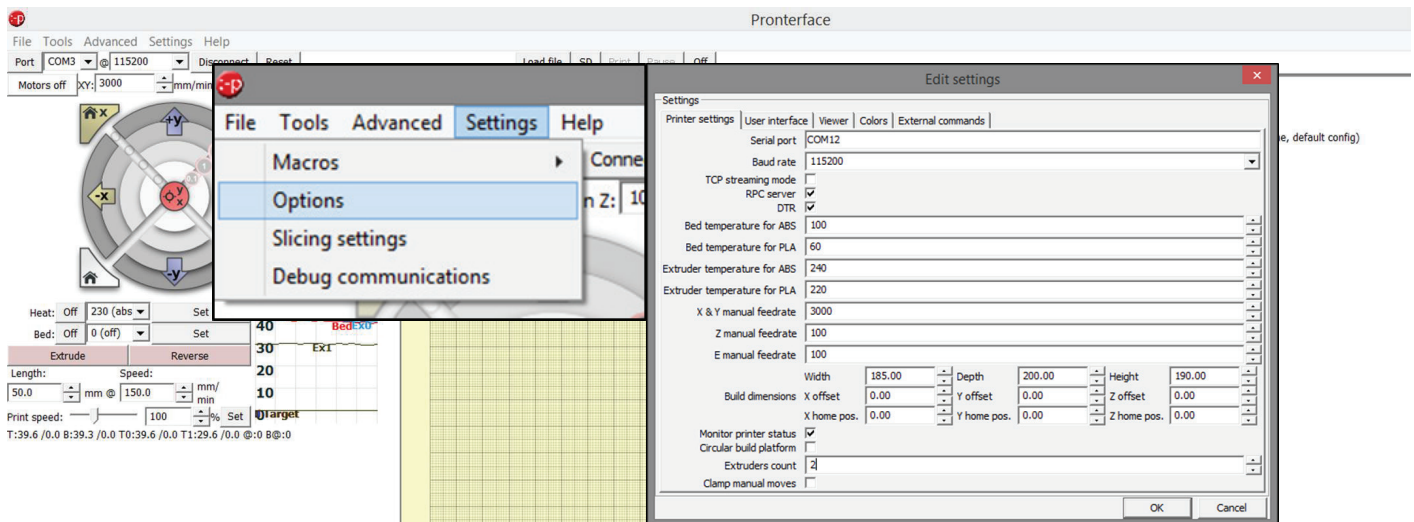 Pronterface
File Tools Advanced Settings Help
Port COM3 @ 115200 Disconnect Reset Load file SD Print Pause Off
Motors off XY: 3000 mm/min
x
+y
-x
y
x
-y
Heat: Off 230 (abs Set
Bed: Off 0 (off) Set
Extrude Reverse
Length: Speed:
50.0 mm @ 150.0 mm/
min
Print speed: 100 % Set
T:39.6 /0.0 B:39.3 /0.0 T0:39.6 /0.0 T1:29.6 /0.0 @:0 B@:0
40 Bed Ex0
30 Ex1
20
10
0 Target
File Tools Advanced Settings Help
Macros
Options
Slicing settings
Debug communications
Conne
n Z: 10
Edit settings
Settings
Printer settings User interface Viewer Colors External commands
Serial port COM12
Baud rate 115200
TCP streaming mode
RPC server
DTR
Bed temperature for ABS 100
Bed temperature for PLA 60
Extruder temperature for ABS 240
Extruder temperature for PLA 220
X & Y manual feedrate 3000
Z manual feedrate 100
E manual feedrate 100
Width 185.00 Depth 200.00 Height 190.00
Build dimensions X offset 0.00 Y offset 0.00 Z offset 0.00
X home pos. 0.00 Y home pos. 0.00 Z home pos. 0.00
Monitor printer status
Circular build platform
Extruders count 2
Clamp manual moves
OK Cancel
e, default config)